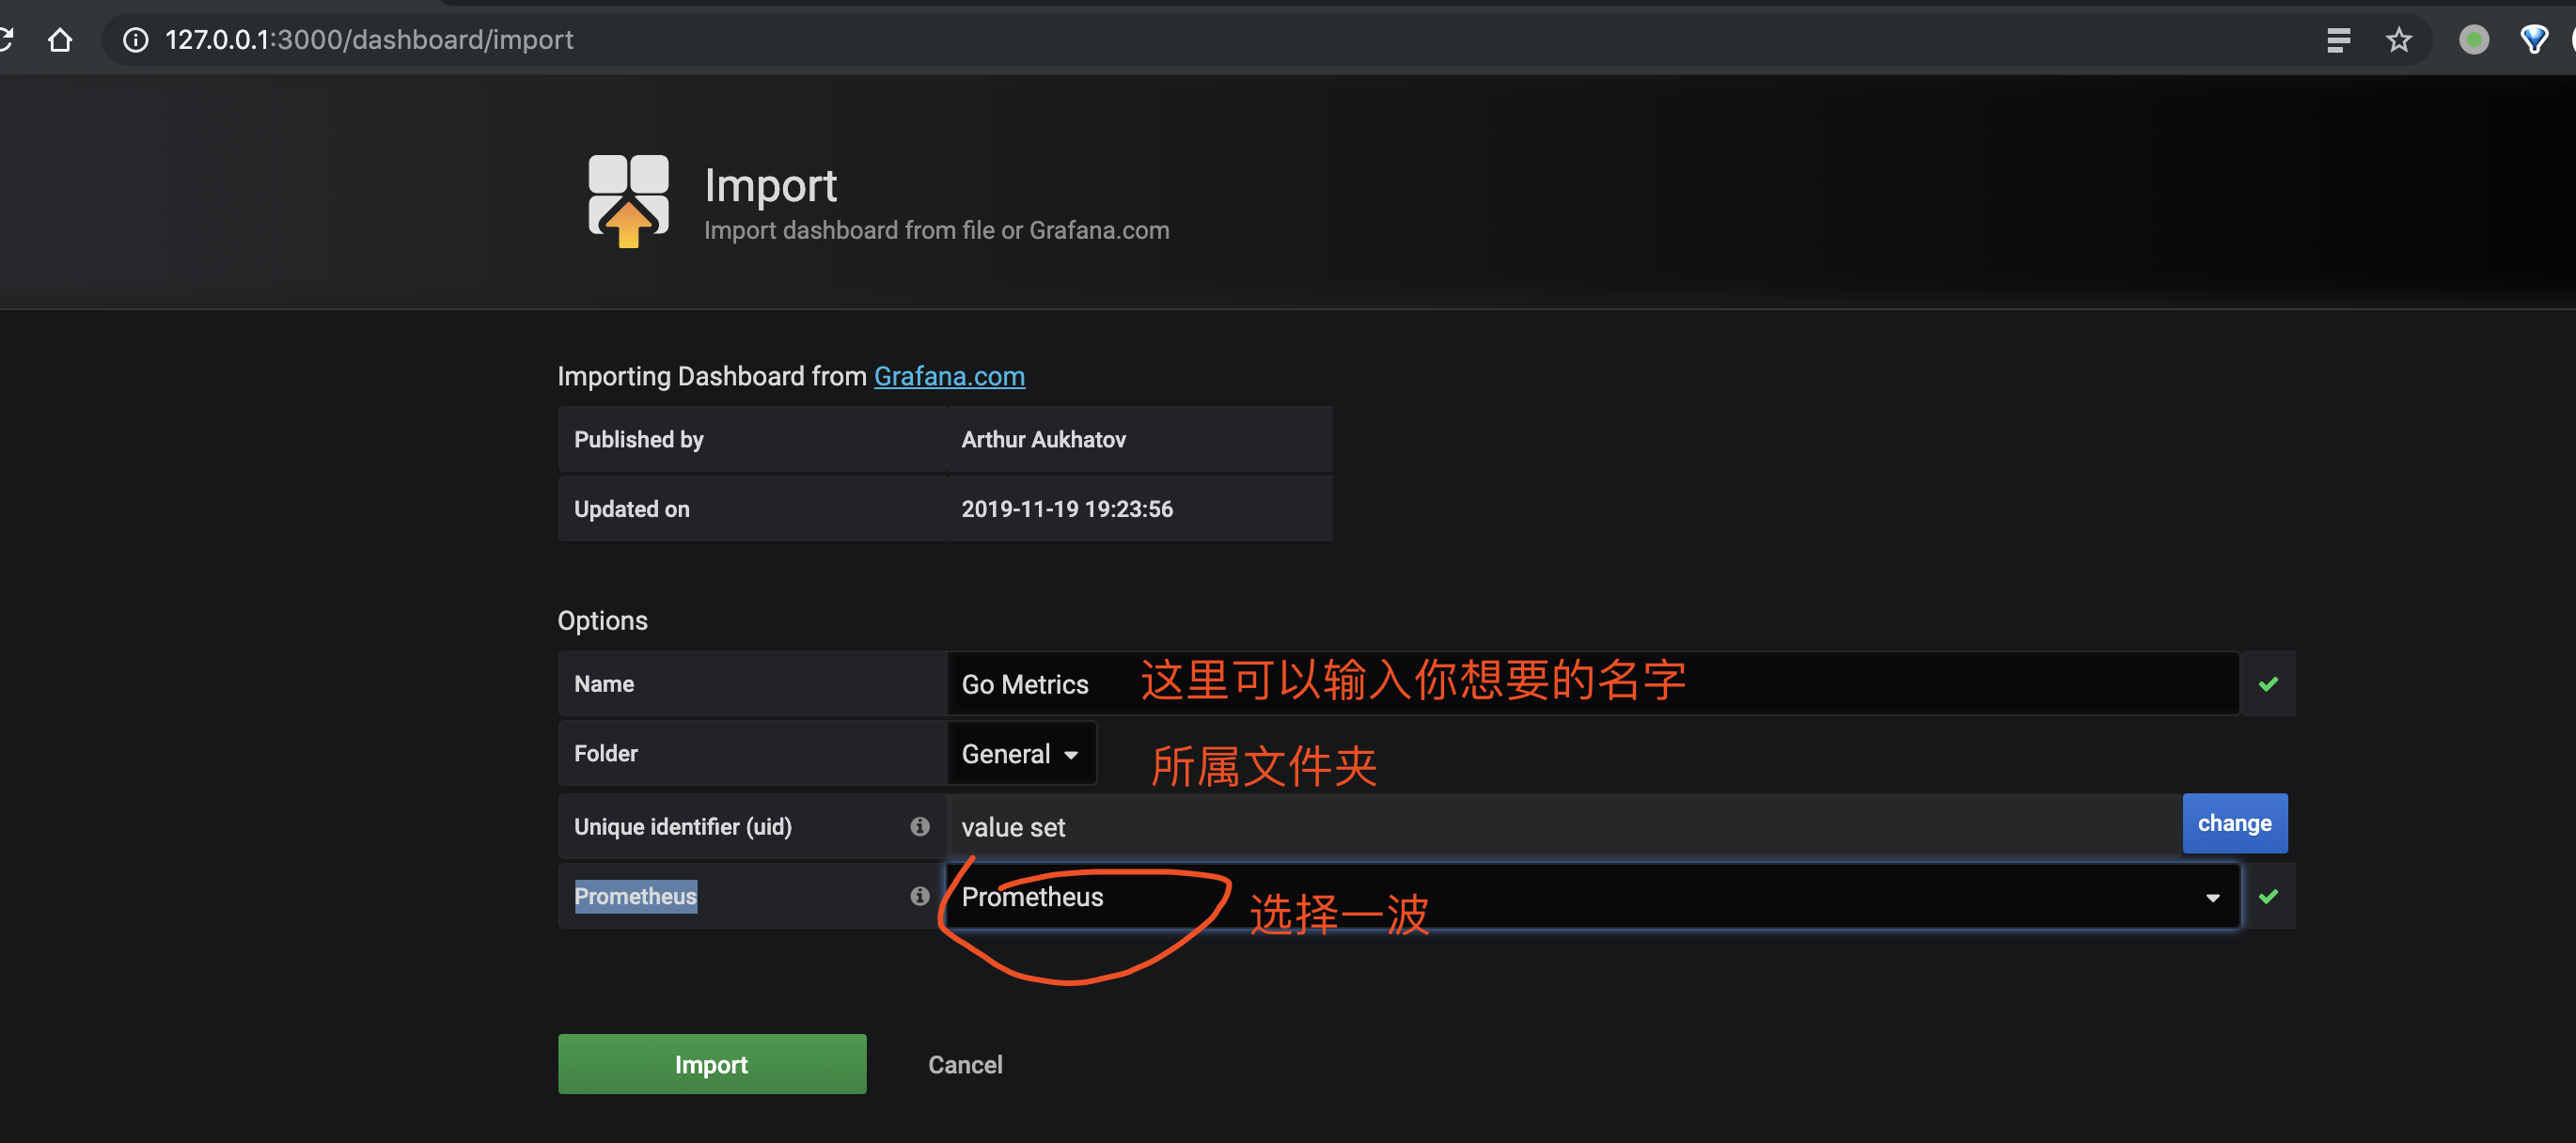 127.0.0.1:3000/dashboard/import
Import
Import dashboard from file or Grafana.com
Importing Dashboard from Grafana.com
Published by Arthur Aukhatov
Updated on 2019-11-19 19:23:56
Options
Name Go Metrics 这里可以输入你想要的名字
Folder General 所属文件夹
Unique identifier (uid) value set change
Prometheus Prometheus 选择一波
Import Cancel